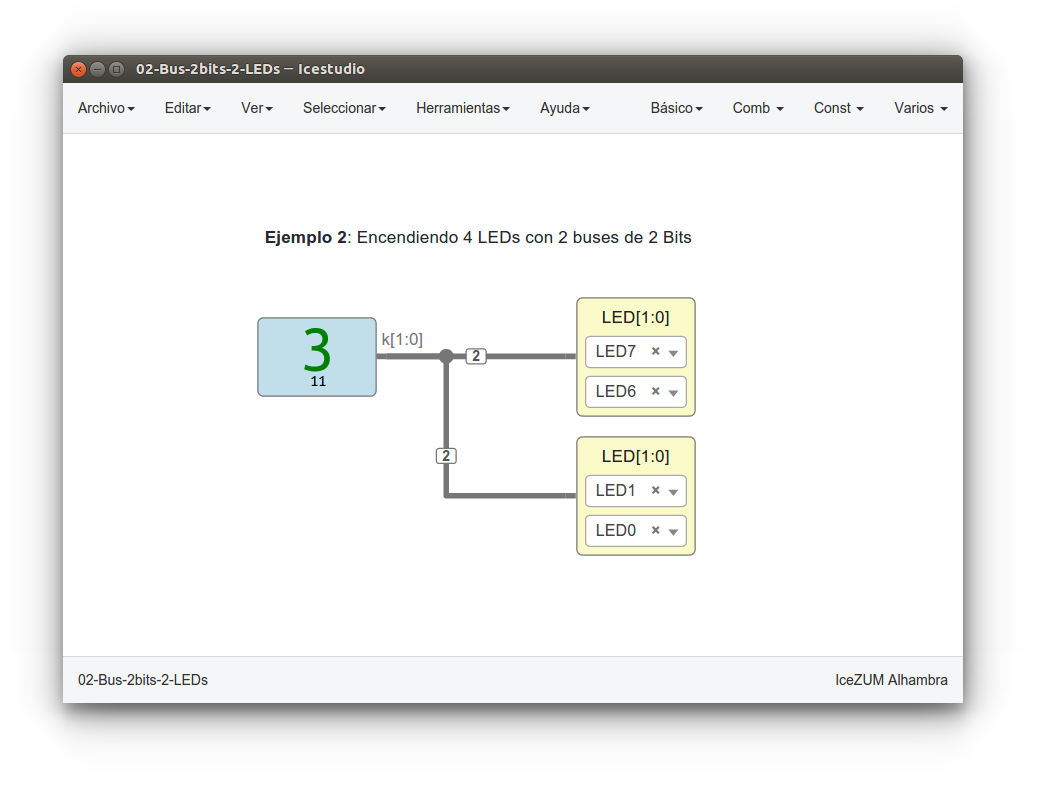 02-Bus-2bits-2-LEDs — Icestudio
Archivo Editar Ver Seleccionar Herramientas Ayuda Básico Comb Const Varios
Ejemplo 2: Encendiendo 4 LEDs con 2 buses de 2 Bits
3
11
k[1:0]
2
2
LED[1:0]
LED7
LED6
LED[1:0]
LED1
LED0
02-Bus-2bits-2-LEDs
IceZUM Alhambra